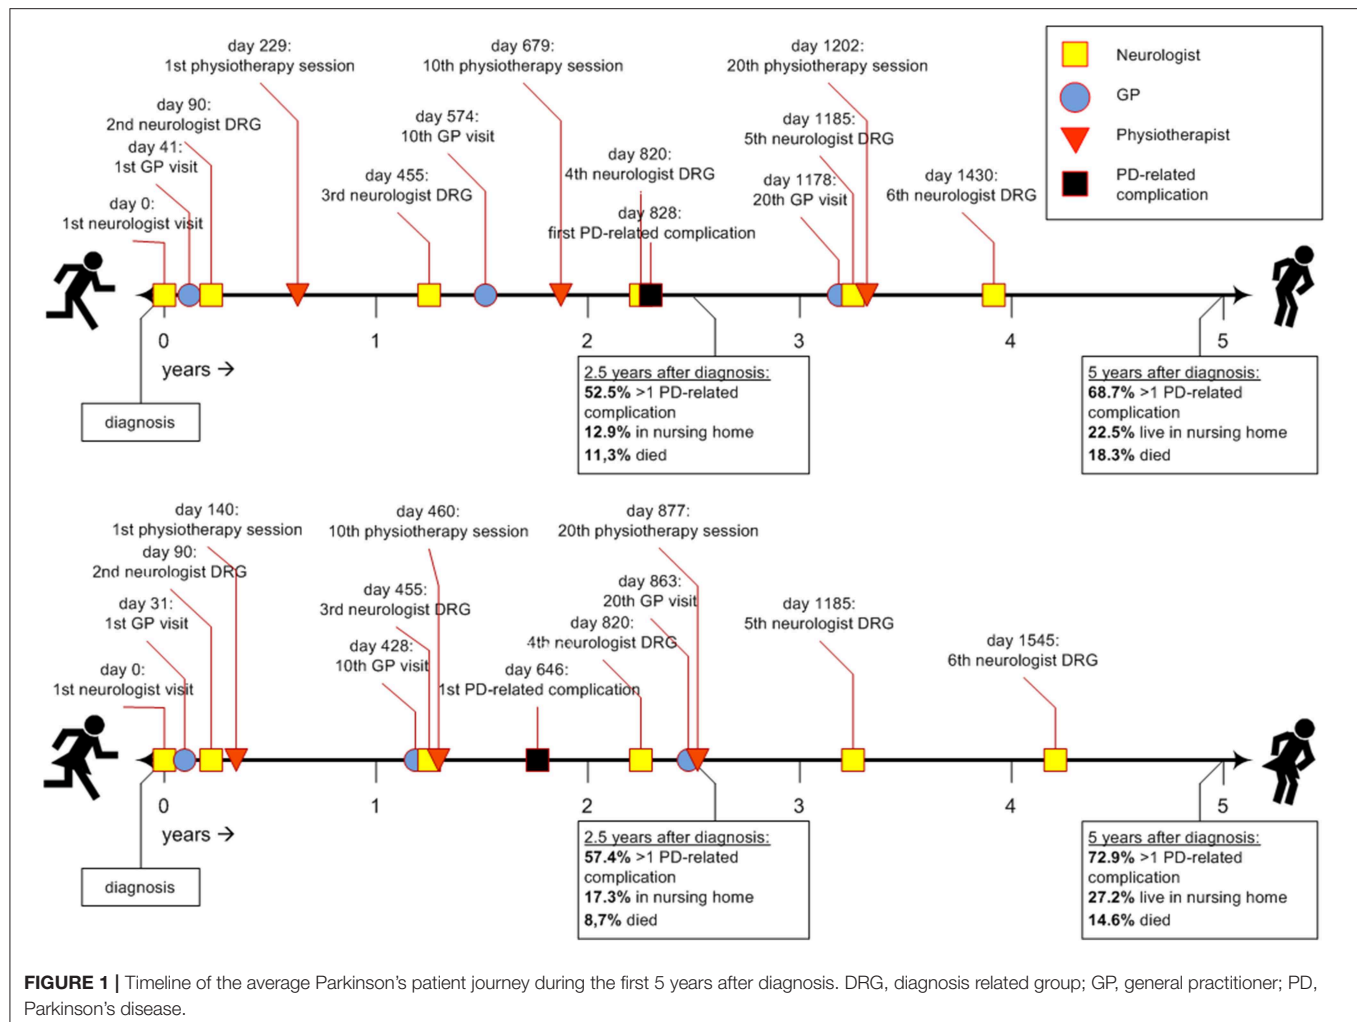 day 229:
1st physiotherapy session
day 679:
10th physiotherapy session
day 1202:
20th physiotherapy session
Neurologist
GP
Physiotherapist
PD-related
complication
day 90:
2nd neurologist DRG
day 41:
1st GP visit
day 0:
1st neurologist visit
day 455:
3rd neurologist DRG
day 574:
10th GP visit
day 820:
4th neurologist DRG
day 828:
first PD-related complication
day 1185:
5th neurologist DRG
day 1178:
20th GP visit
day 1430:
6th neurologist DRG
0
1
2
3
4
5
years →
diagnosis
2.5 years after diagnosis:
52.5% >1 PD-related
complication
12.9% in nursing home
11,3% died
5 years after diagnosis:
68.7% >1 PD-related
complication
22.5% live in nursing home
18.3% died
day 140:
1st physiotherapy session
day 90:
2nd neurologist DRG
day 31:
1st GP visit
day 0:
1st neurologist visit
day 460:
10th physiotherapy session
day 455:
3rd neurologist DRG
day 428:
10th GP visit
day 877:
20th physiotherapy session
day 863:
20th GP visit
day 820:
4th neurologist DRG
day 646:
1st PD-related complication
day 1185:
5th neurologist DRG
day 1545:
6th neurologist DRG
0
1
2
3
4
5
years →
diagnosis
2.5 years after diagnosis:
57.4% >1 PD-related
complication
17.3% in nursing home
8,7% died
5 years after diagnosis:
72.9% >1 PD-related
complication
27.2% live in nursing home
14.6% died
FIGURE 1 | Timeline of the average Parkinson's patient journey during the first 5 years after diagnosis. DRG, diagnosis related group; GP, general practitioner; PD,
Parkinson's disease.